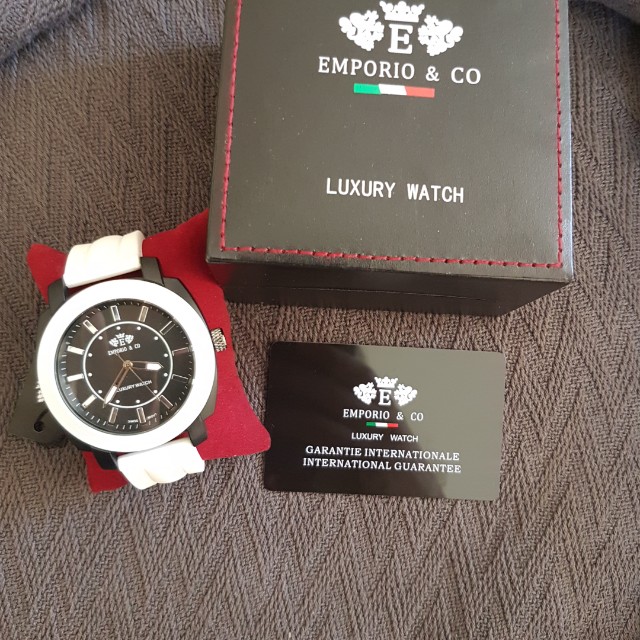 E
EMPORIO & CO
LUXURY WATCH
E
EMPORIO & CO
LUXURY WATCH
E
EMPORIO & CO
LUXURY WATCH
GARANTIE INTERNATIONALE
INTERNATIONAL GUARANTEE